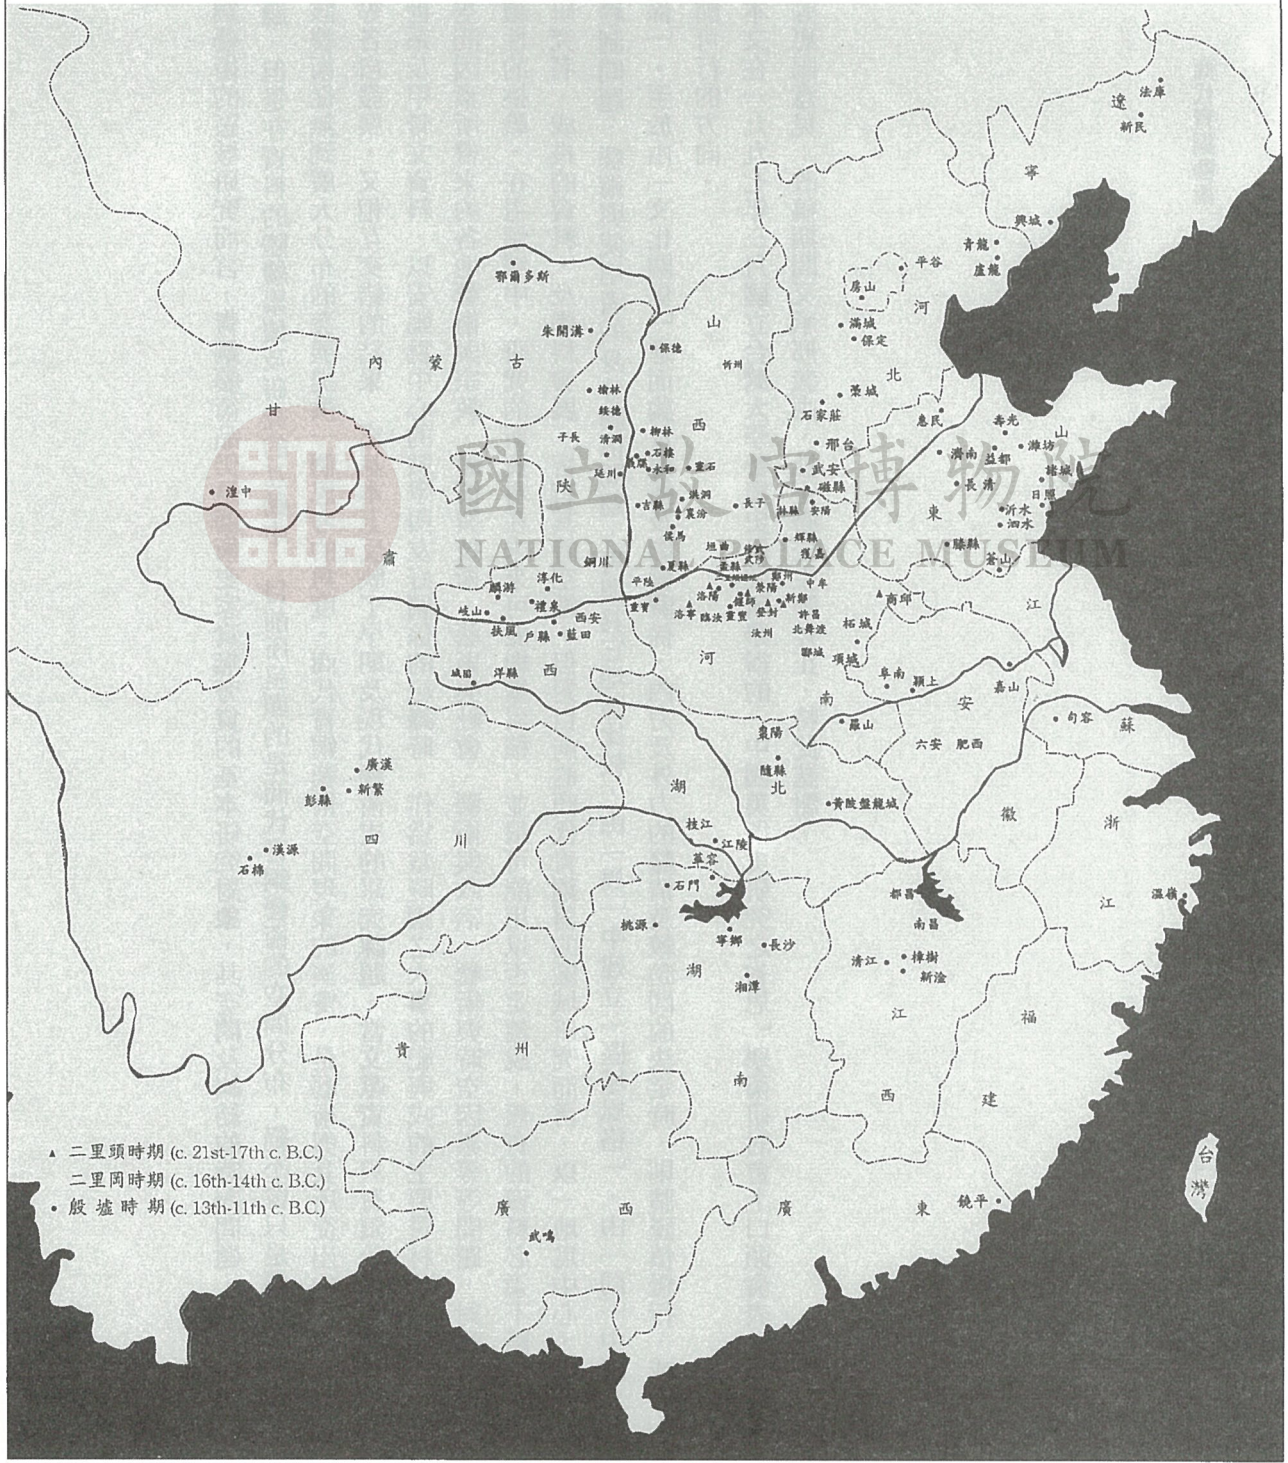 法庫
遼
新民
寧
興城
青龍
盧龍
平谷
房山
河
鄂爾多斯
朱開溝
山
滿城
保定
保德
忻州
內 蒙 古
北
榆林
藁城
石家莊
綏德
甘
惠民
壽光
山
西
子長
清澗
柳林
邢台
濰坊
石樓
濟南
益都
永和
靈石
延川
武安
諸城
國立故宮博物院
NATIONAL PALACE MUSEUM
陝
磁縣
長清
日照
湟中
洪洞
吉縣
襄汾
長子
林縣
安陽
東
沂水
泗水
侯馬
輝縣
滕縣
垣曲
武陟
獲嘉
肅
銅川
夏縣
孟縣
蒼山
麟游
淳化
平陸
鄭州
中牟
滎陽
洛陽
偃師
新鄭
商邱
江
岐山
禮泉
靈寶
洛寧
臨汝
登封
許昌
扶風
西安
北舞渡
柘城
戶縣
藍田
汝州
郾城
項城
河
城固
洋縣
西
阜南
潁上
嘉山
南
安
羅山
句容
蘇
棗陽
六安
肥西
廣漢
隨縣
新繁
彭縣
湖
北
黃陂盤龍城
徽
浙
枝江
四 川
江陵
漢源
石棉
華容
石門
都昌
江
溫嶺
桃源
南昌
寧鄉
長沙
清江
樟樹
湖
新淦
湘潭
江
福
貴 州
南
西
建
▲ 二里頭時期 (c. 21st-17th c. B.C.)
二里岡時期 (c. 16th-14th c. B.C.)
• 殷墟時期 (c. 13th-11th c. B.C.)
台
灣
廣 西
廣 東
饒平
武鳴